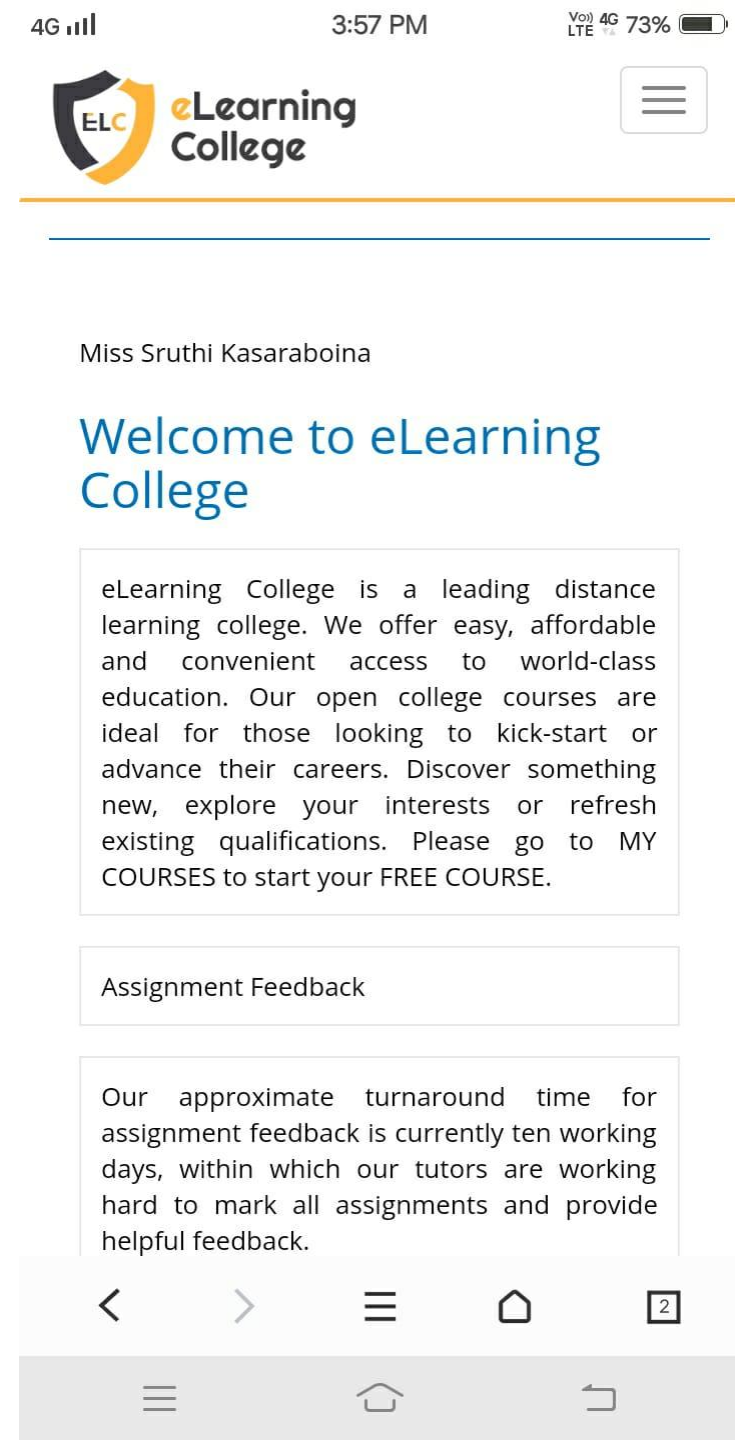 4G 3:57 PM Vo)) LTE 4G 73%
ELC
eLearning
College
Miss Sruthi Kasaraboina
Welcome to eLearning
College
eLearning College is a leading distance
learning college. We offer easy, affordable
and convenient access to world-class
education. Our open college courses are
ideal for those looking to kick-start or
advance their careers. Discover something
new, explore your interests or refresh
existing qualifications. Please go to MY
COURSES to start your FREE COURSE.
Assignment Feedback
Our approximate turnaround time for
assignment feedback is currently ten working
days, within which our tutors are working
hard to mark all assignments and provide
helpful feedback.
2